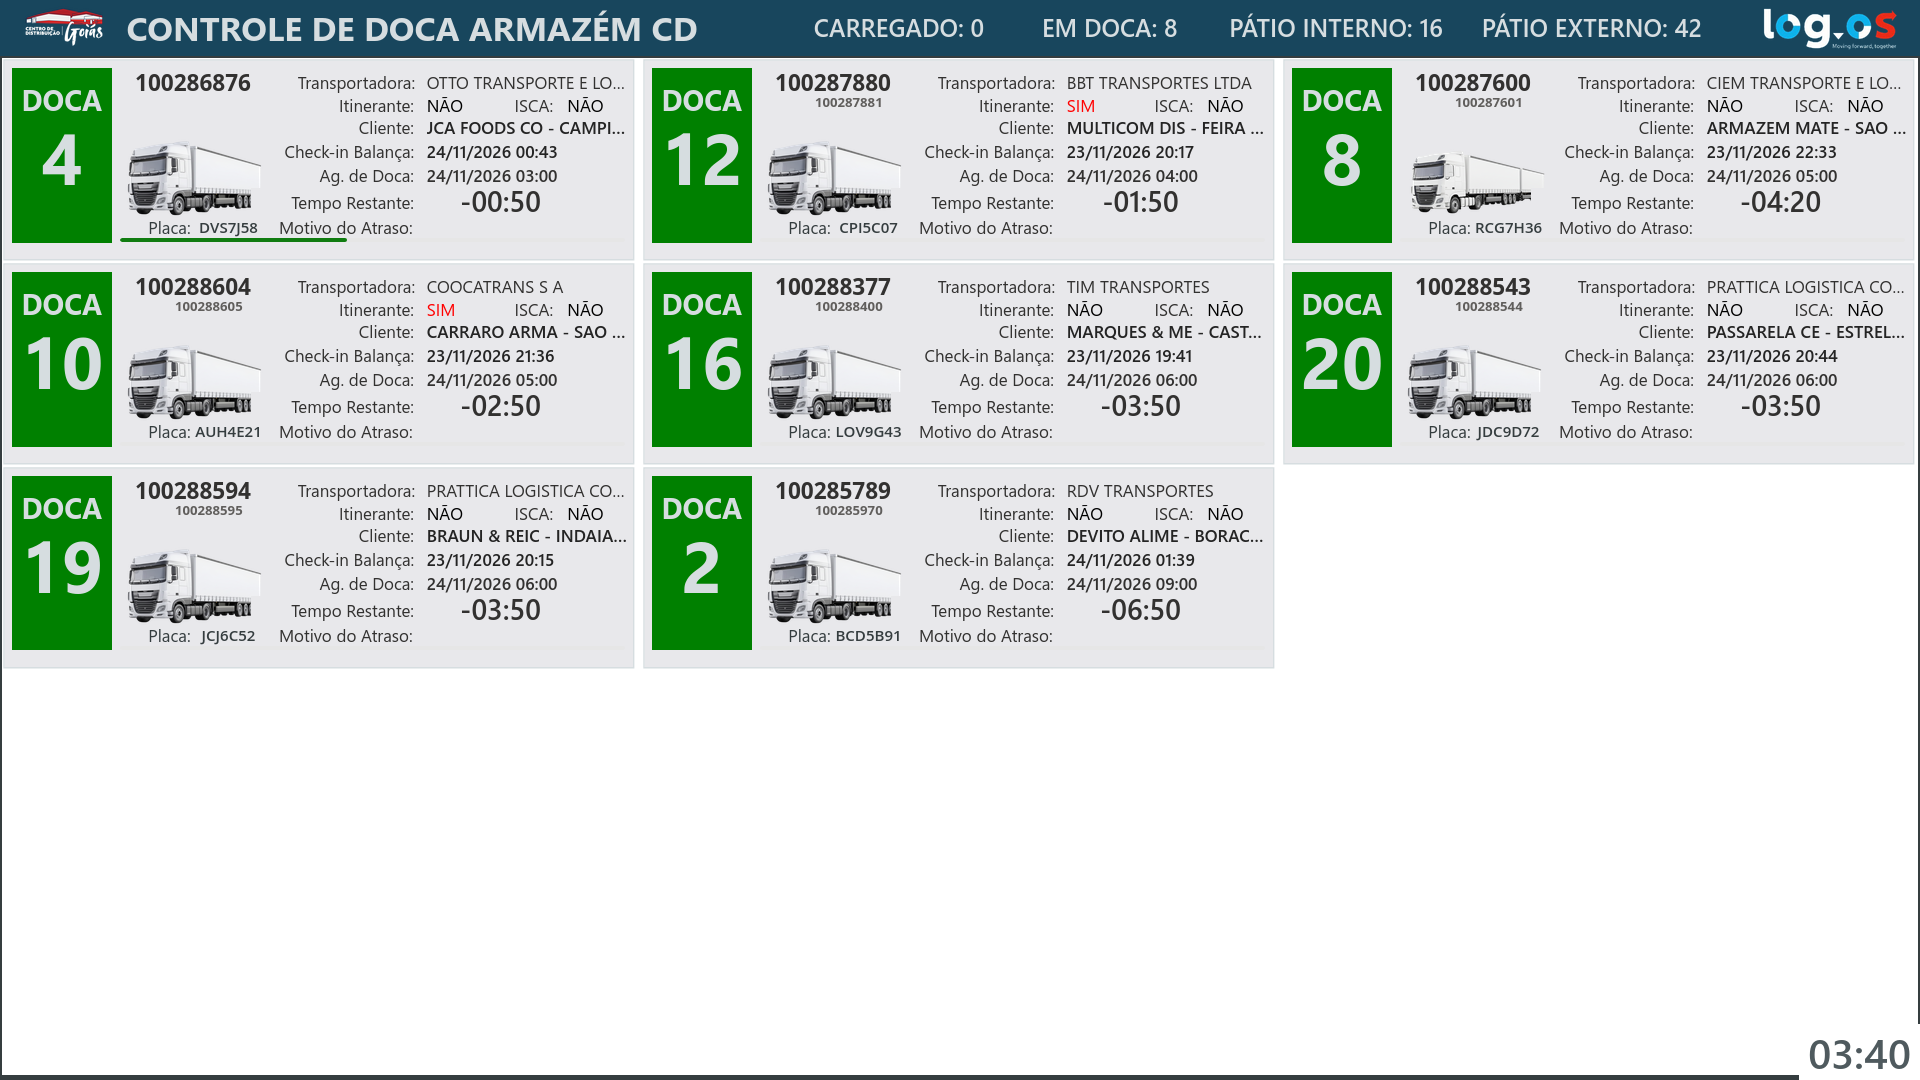 CENTRO DE DISTRIBUIÇÃO Goiás CONTROLE DE DOCA ARMAZÉM CD CARREGADO: 0 EM DOCA: 8 PÁTIO INTERNO: 16 PÁTIO EXTERNO: 42 log.os
Moving forward, together
DOCA
4
100286876
Transportadora: OTTO TRANSPORTE E LO...
Itinerante: NÃO ISCA: NÃO
Cliente: JCA FOODS CO - CAMPI...
Check-in Balança: 24/11/2026 00:43
Ag. de Doca: 24/11/2026 03:00
Tempo Restante: -00:50
Placa: DVS7J58 Motivo do Atraso:
DOCA
12
100287880
100287881
Transportadora: BBT TRANSPORTES LTDA
Itinerante: SIM ISCA: NÃO
Cliente: MULTICOM DIS - FEIRA ...
Check-in Balança: 23/11/2026 20:17
Ag. de Doca: 24/11/2026 04:00
Tempo Restante: -01:50
Placa: CPI5C07 Motivo do Atraso:
DOCA
8
100287600
100287601
Transportadora: CIEM TRANSPORTE E LO...
Itinerante: NÃO ISCA: NÃO
Cliente: ARMAZEM MATE - SAO ...
Check-in Balança: 23/11/2026 22:33
Ag. de Doca: 24/11/2026 05:00
Tempo Restante: -04:20
Placa: RCG7H36 Motivo do Atraso:
DOCA
10
100288604
100288605
Transportadora: COOCATRANS S A
Itinerante: SIM ISCA: NÃO
Cliente: CARRARO ARMA - SAO ...
Check-in Balança: 23/11/2026 21:36
Ag. de Doca: 24/11/2026 05:00
Tempo Restante: -02:50
Placa: AUH4E21 Motivo do Atraso:
DOCA
16
100288377
100288400
Transportadora: TIM TRANSPORTES
Itinerante: NÃO ISCA: NÃO
Cliente: MARQUES & ME - CAST...
Check-in Balança: 23/11/2026 19:41
Ag. de Doca: 24/11/2026 06:00
Tempo Restante: -03:50
Placa: LOV9G43 Motivo do Atraso:
DOCA
20
100288543
100288544
Transportadora: PRATTICA LOGISTICA CO...
Itinerante: NÃO ISCA: NÃO
Cliente: PASSARELA CE - ESTREL...
Check-in Balança: 23/11/2026 20:44
Ag. de Doca: 24/11/2026 06:00
Tempo Restante: -03:50
Placa: JDC9D72 Motivo do Atraso:
DOCA
19
100288594
100288595
Transportadora: PRATTICA LOGISTICA CO...
Itinerante: NÃO ISCA: NÃO
Cliente: BRAUN & REIC - INDAIA...
Check-in Balança: 23/11/2026 20:15
Ag. de Doca: 24/11/2026 06:00
Tempo Restante: -03:50
Placa: JCJ6C52 Motivo do Atraso:
DOCA
2
100285789
100285970
Transportadora: RDV TRANSPORTES
Itinerante: NÃO ISCA: NÃO
Cliente: DEVITO ALIME - BORAC...
Check-in Balança: 24/11/2026 01:39
Ag. de Doca: 24/11/2026 09:00
Tempo Restante: -06:50
Placa: BCD5B91 Motivo do Atraso:
03:40